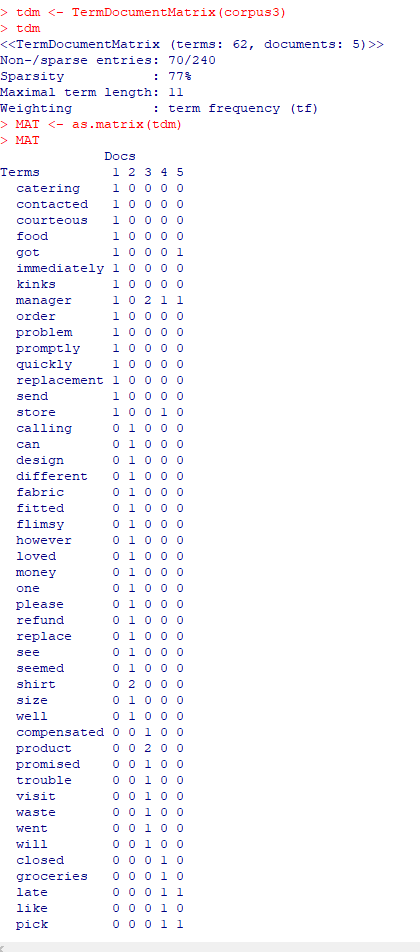 > tdm <- TermDocumentMatrix(corpus3)
> tdm
<<TermDocumentMatrix (terms: 62, documents: 5)>>
Non-/sparse entries: 70/240
Sparsity           : 77%
Maximal term length: 11
Weighting          : term frequency (tf)
> MAT <- as.matrix(tdm)
> MAT
             Docs
Terms         1 2 3 4 5
  catering    1 0 0 0 0
  contacted   1 0 0 0 0
  courteous   1 0 0 0 0
  food        1 0 0 0 0
  got         1 0 0 0 1
  immediately 1 0 0 0 0
  kinks       1 0 0 0 0
  manager     1 0 2 1 1
  order       1 0 0 0 0
  problem     1 0 0 0 0
  promptly    1 0 0 0 0
  quickly     1 0 0 0 0
  replacement 1 0 0 0 0
  send        1 0 0 0 0
  store       1 0 0 1 0
  calling     0 1 0 0 0
  can         0 1 0 0 0
  design      0 1 0 0 0
  different   0 1 0 0 0
  fabric      0 1 0 0 0
  fitted      0 1 0 0 0
  flimsy      0 1 0 0 0
  however     0 1 0 0 0
  loved       0 1 0 0 0
  money       0 1 0 0 0
  one         0 1 0 0 0
  please      0 1 0 0 0
  refund      0 1 0 0 0
  replace     0 1 0 0 0
  see         0 1 0 0 0
  seemed      0 1 0 0 0
  shirt       0 2 0 0 0
  size        0 1 0 0 0
  well        0 1 0 0 0
  compensated 0 0 1 0 0
  product     0 0 2 0 0
  promised    0 0 1 0 0
  trouble     0 0 1 0 0
  visit       0 0 1 0 0
  waste       0 0 1 0 0
  went        0 0 1 0 0
  will        0 0 1 0 0
  closed      0 0 0 1 0
  groceries   0 0 0 1 0
  late        0 0 0 1 1
  like        0 0 0 1 0
  pick        0 0 0 1 1